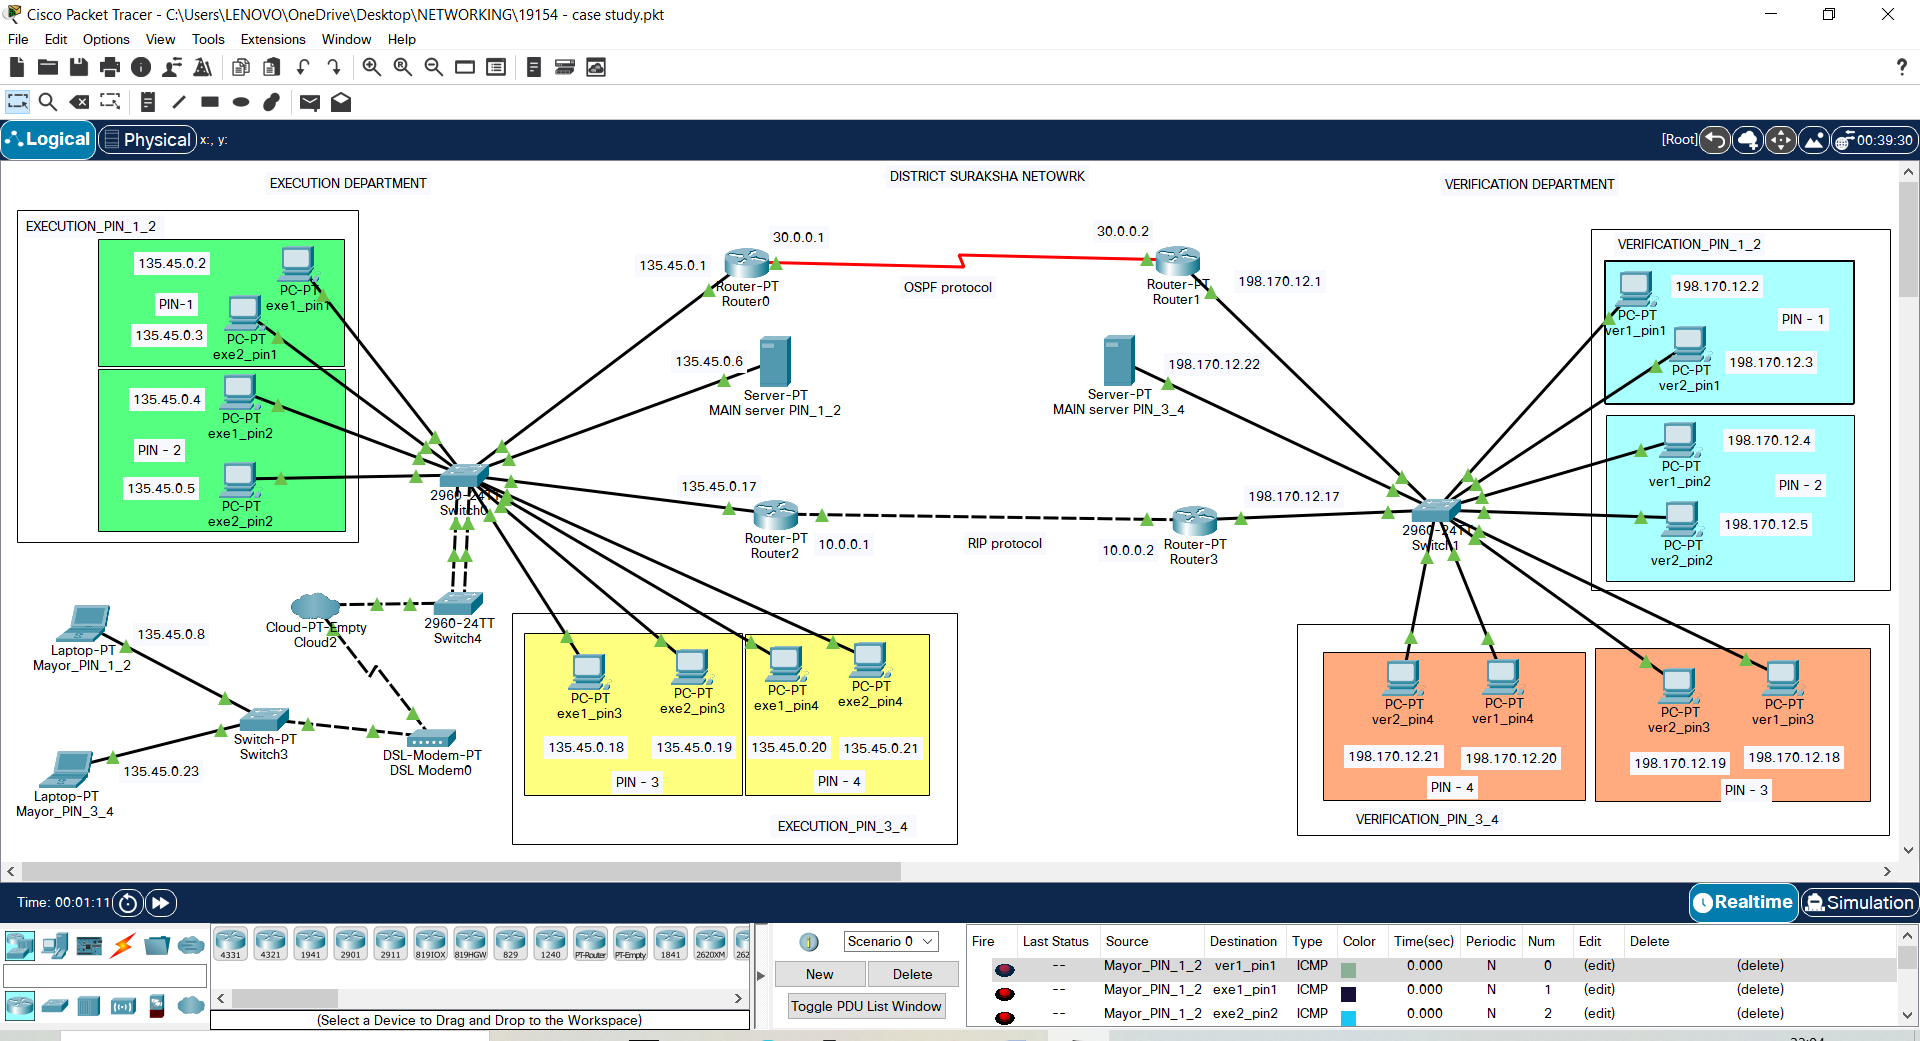 Cisco Packet Tracer - C:\Users\LENOVO\OneDrive\Desktop\NETWORKING\19154 - case study.pkt
File Edit Options View Tools Extensions Window Help
?
Logical Physical x:, y: [Root] 00:39:30
EXECUTION DEPARTMENT
DISTRICT SURAKSHA NETOWRK
VERIFICATION DEPARTMENT
EXECUTION_PIN_1_2
135.45.0.2
PC-PT
exe1_pin1
PIN-1
135.45.0.3
PC-PT
exe2_pin1
135.45.0.4
PC-PT
exe1_pin2
PIN - 2
135.45.0.5
PC-PT
exe2_pin2
135.45.0.1
30.0.0.1
Router-PT
Router0
OSPF protocol
30.0.0.2
Router-PT
Router1
198.170.12.1
135.45.0.6
Server-PT
MAIN server PIN_1_2
198.170.12.22
Server-PT
MAIN server PIN_3_4
VERIFICATION_PIN_1_2
198.170.12.2
PC-PT
ver1_pin1
PIN - 1
198.170.12.3
PC-PT
ver2_pin1
198.170.12.4
PC-PT
ver1_pin2
PIN - 2
198.170.12.5
PC-PT
ver2_pin2
2960-24TT
Switch0
135.45.0.17
Router-PT
Router2
10.0.0.1
RIP protocol
10.0.0.2
198.170.12.17
Router-PT
Router3
2960-24TT
Switch1
Cloud-PT-Empty
Cloud2
2960-24TT
Switch4
135.45.0.8
Laptop-PT
Mayor_PIN_1_2
Switch-PT
Switch3
DSL-Modem-PT
DSL Modem0
135.45.0.23
Laptop-PT
Mayor_PIN_3_4
PC-PT
exe1_pin3
PC-PT
exe2_pin3
PC-PT
exe1_pin4
PC-PT
exe2_pin4
135.45.0.18
135.45.0.19
135.45.0.20
135.45.0.21
PIN - 3
PIN - 4
EXECUTION_PIN_3_4
PC-PT
ver2_pin4
PC-PT
ver1_pin4
PC-PT
ver2_pin3
PC-PT
ver1_pin3
198.170.12.21
198.170.12.20
198.170.12.19
198.170.12.18
PIN - 4
PIN - 3
VERIFICATION_PIN_3_4
Time: 00:01:11
Realtime Simulation
4331 4321 1941 2901 2911 819IOX 819HGW 829 1240 PT-Router PT-Empty 1841 2620XM 262
(Select a Device to Drag and Drop to the Workspace)
Scenario 0
New Delete
Toggle PDU List Window
Fire Last Status Source Destination Type Color Time(sec) Periodic Num Edit Delete
-- Mayor_PIN_1_2 ver1_pin1 ICMP 0.000 N 0 (edit) (delete)
-- Mayor_PIN_1_2 exe1_pin1 ICMP 0.000 N 1 (edit) (delete)
-- Mayor_PIN_1_2 exe2_pin2 ICMP 0.000 N 2 (edit) (delete)